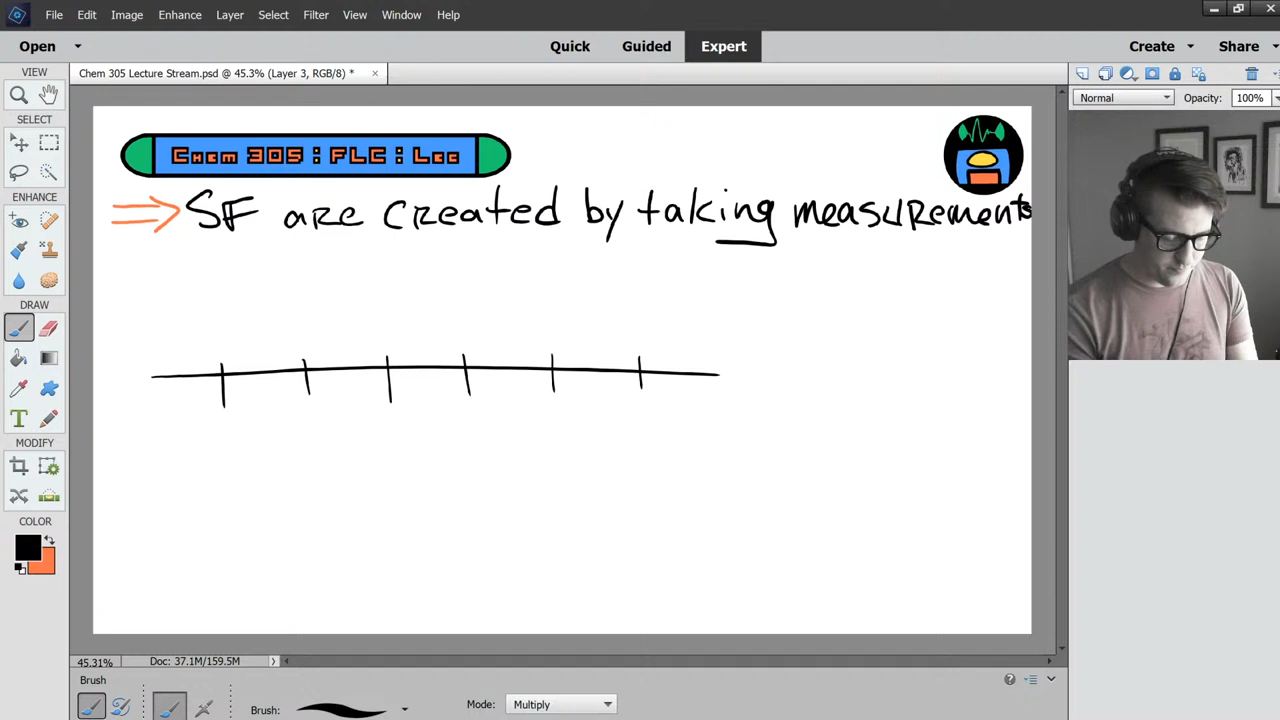 File Edit Image Enhance Layer Select Filter View Window Help
Open Quick Guided Expert Create Share
Chem 305 Lecture Stream.psd @ 45.3% (Layer 3, RGB/8) * ×
VIEW
SELECT
ENHANCE
DRAW
MODIFY
COLOR
Normal Opacity: 100%
Chem 305 : FLC : Lec
SF are created by taking measurements
45.31% Doc: 37.1M/159.5M
Brush
Brush: Mode: Multiply